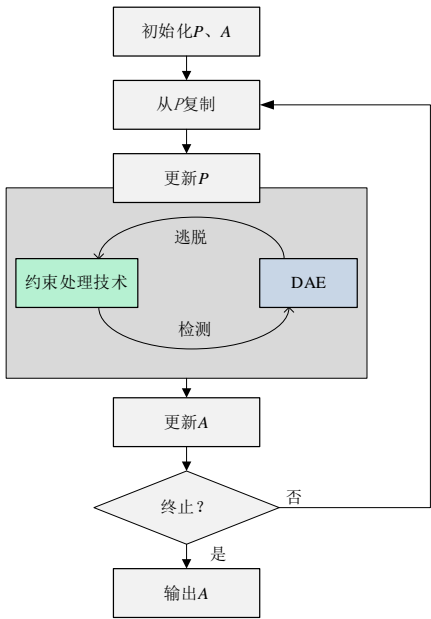 初始化P、A
从P复制
更新P
逃脱
约束处理技术
DAE
检测
更新A
终止？
否
是
输出A